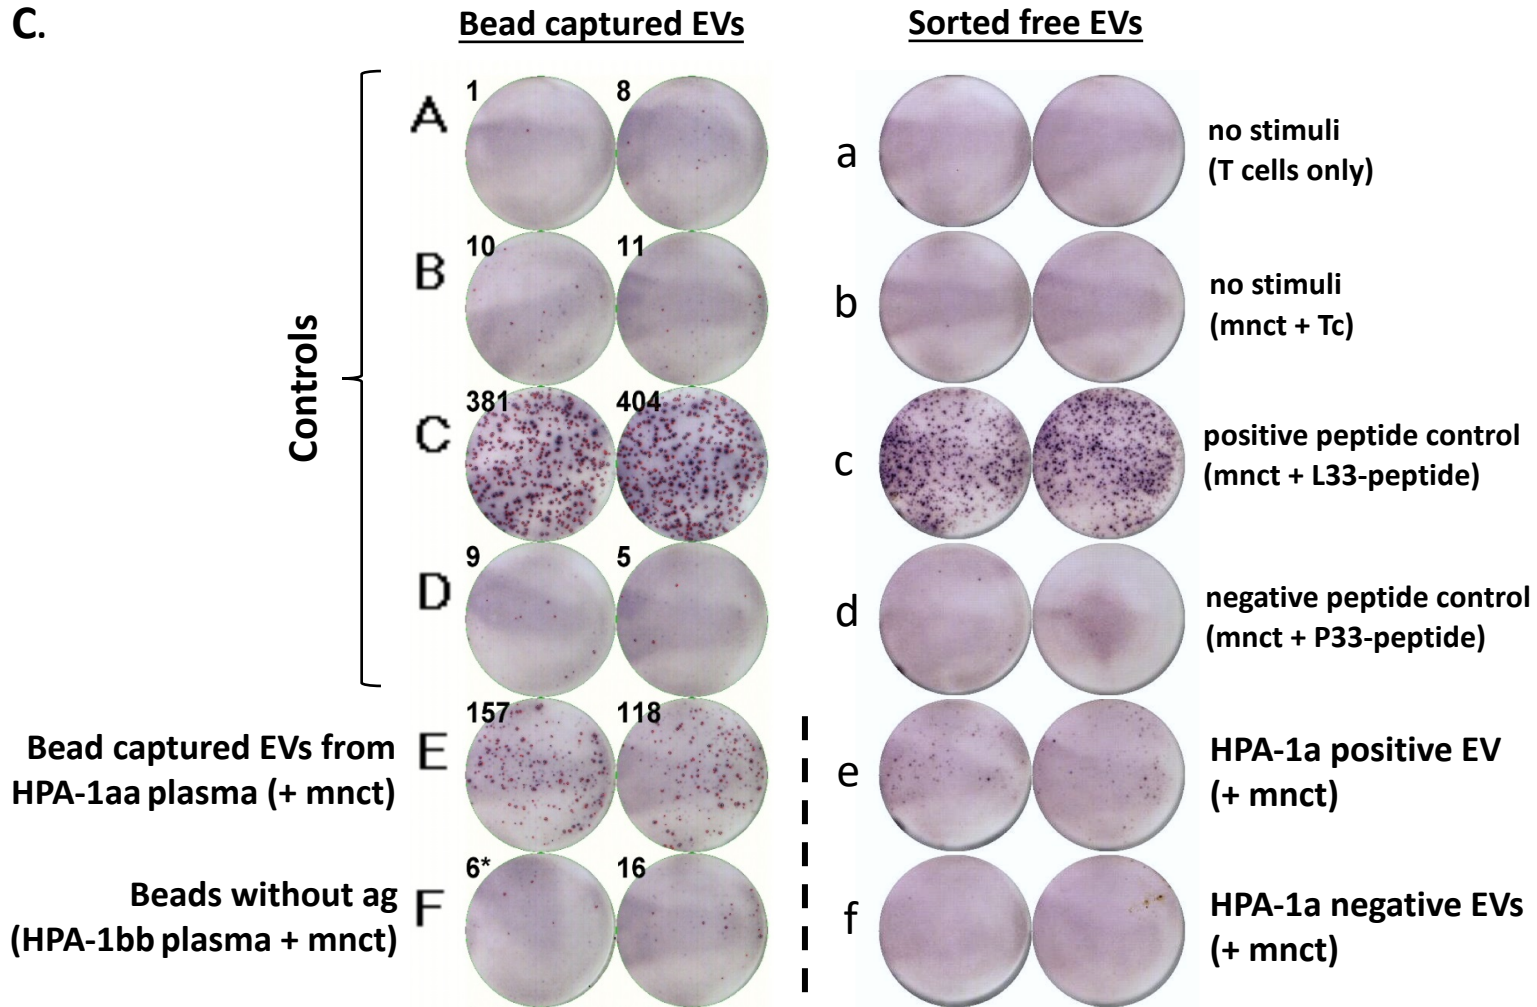 C.
Bead captured EVs
Sorted free EVs
Controls
A
1
8
a
no stimuli
(T cells only)
B
10
11
b
no stimuli
(mnct + Tc)
C
381
404
c
positive peptide control
(mnct + L33-peptide)
D
9
5
d
negative peptide control
(mnct + P33-peptide)
Bead captured EVs from
HPA-1aa plasma (+ mnct)
E
157
118
e
HPA-1a positive EV
(+ mnct)
Beads without ag
(HPA-1bb plasma + mnct)
F
6*
16
f
HPA-1a negative EVs
(+ mnct)